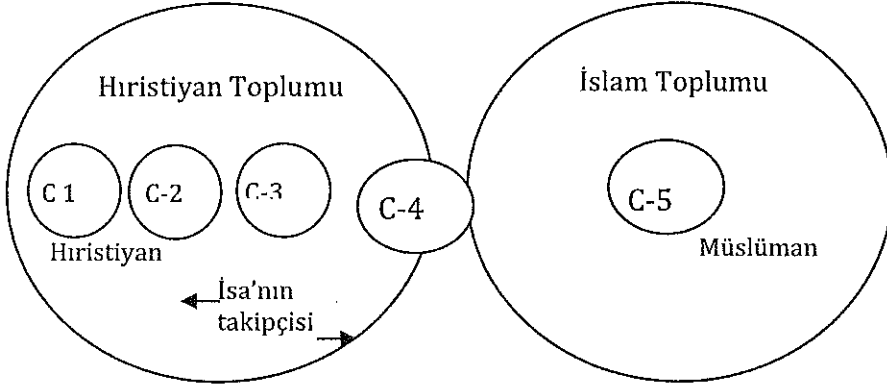 Hıristiyan Toplumu
İslam Toplumu
C 1
C-2
C-3
C-4
C-5
Hıristiyan
Müslüman
İsa'nın
takipçisi